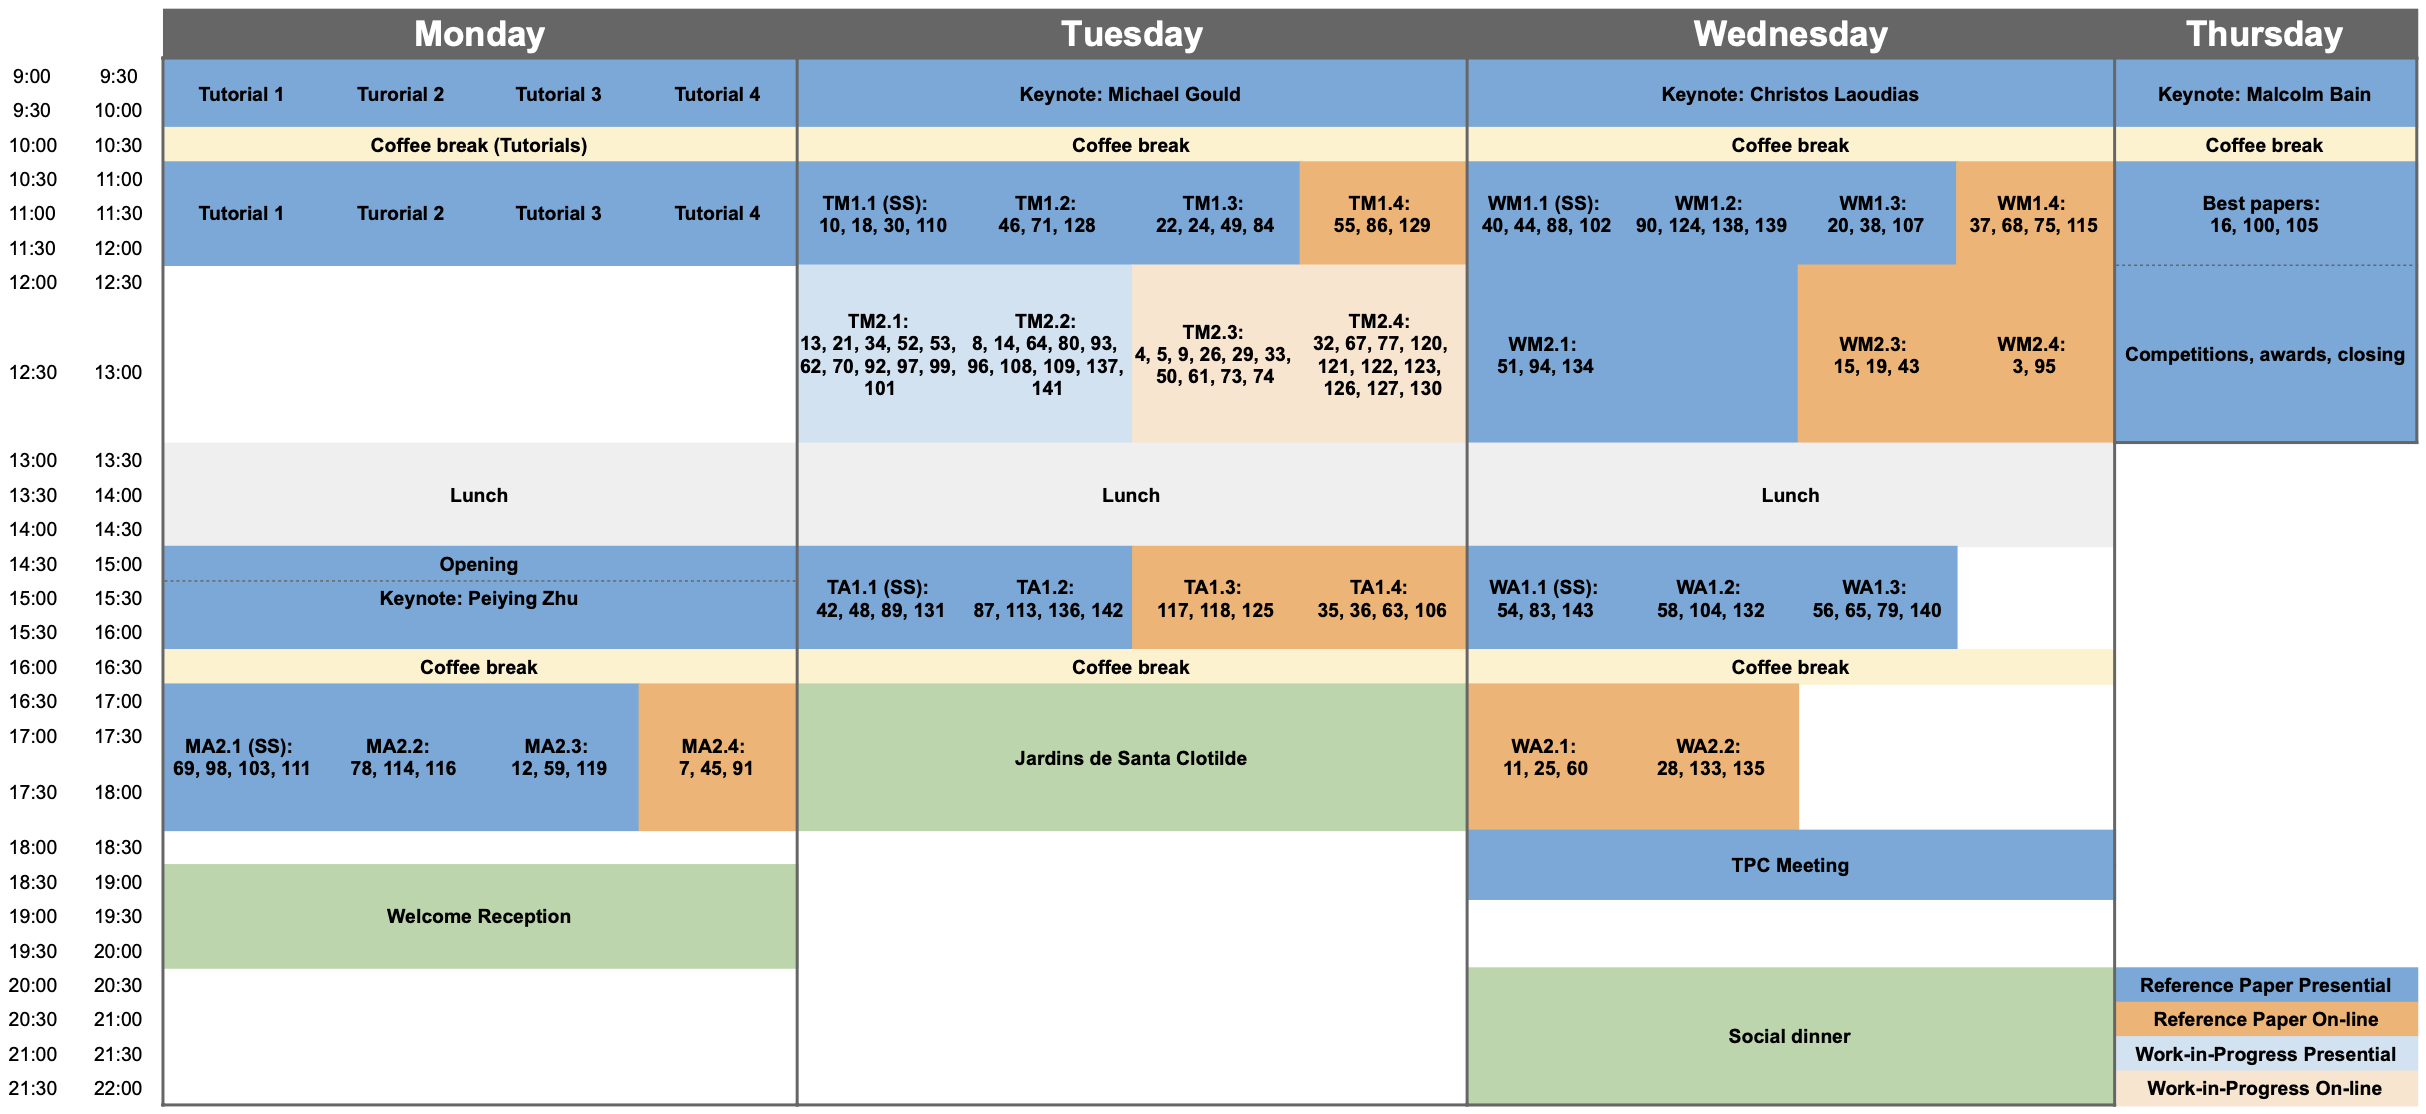 Monday Tuesday Wednesday Thursday
9:00 9:30
Tutorial 1 Turorial 2 Tutorial 3 Tutorial 4 Keynote: Michael Gould Keynote: Christos Laoudias Keynote: Malcolm Bain
9:30 10:00
10:00 10:30 Coffee break (Tutorials) Coffee break Coffee break Coffee break
10:30 11:00
TM1.1 (SS): TM1.2: TM1.3: TM1.4: WM1.1 (SS): WM1.2: WM1.3: WM1.4: Best papers:
11:00 11:30 Tutorial 1 Turorial 2 Tutorial 3 Tutorial 4
10, 18, 30, 110 46, 71, 128 22, 24, 49, 84 55, 86, 129 40, 44, 88, 102 90, 124, 138, 139 20, 38, 107 37, 68, 75, 115 16, 100, 105
11:30 12:00
12:00 12:30
TM2.1: TM2.2: TM2.3: TM2.4:
13, 21, 34, 52, 53, 8, 14, 64, 80, 93, 4, 5, 9, 26, 29, 33, 32, 67, 77, 120,
WM2.1: WM2.3: WM2.4:
Competitions, awards, closing
62, 70, 92, 97, 99, 96, 108, 109, 137, 50, 61, 73, 74 121, 122, 123,
51, 94, 134 15, 19, 43 3, 95
12:30 13:00
101 141 126, 127, 130
13:00 13:30
13:30 14:00 Lunch Lunch Lunch
14:00 14:30
14:30 15:00 Opening
TA1.1 (SS): TA1.2: TA1.3: TA1.4: WA1.1 (SS): WA1.2: WA1.3:
15:00 15:30 Keynote: Peiying Zhu
42, 48, 89, 131 87, 113, 136, 142 117, 118, 125 35, 36, 63, 106 54, 83, 143 58, 104, 132 56, 65, 79, 140
15:30 16:00
16:00 16:30 Coffee break Coffee break Coffee break
16:30 17:00
17:00 17:30
MA2.1 (SS): MA2.2: MA2.3: MA2.4: WA2.1: WA2.2:
Jardins de Santa Clotilde
69, 98, 103, 111 78, 114, 116 12, 59, 119 7, 45, 91 11, 25, 60 28, 133, 135
17:30 18:00
18:00 18:30
TPC Meeting
18:30 19:00
19:00 19:30 Welcome Reception
19:30 20:00
20:00 20:30 Reference Paper Presential
20:30 21:00 Reference Paper On-line
Social dinner
21:00 21:30 Work-in-Progress Presential
21:30 22:00 Work-in-Progress On-line